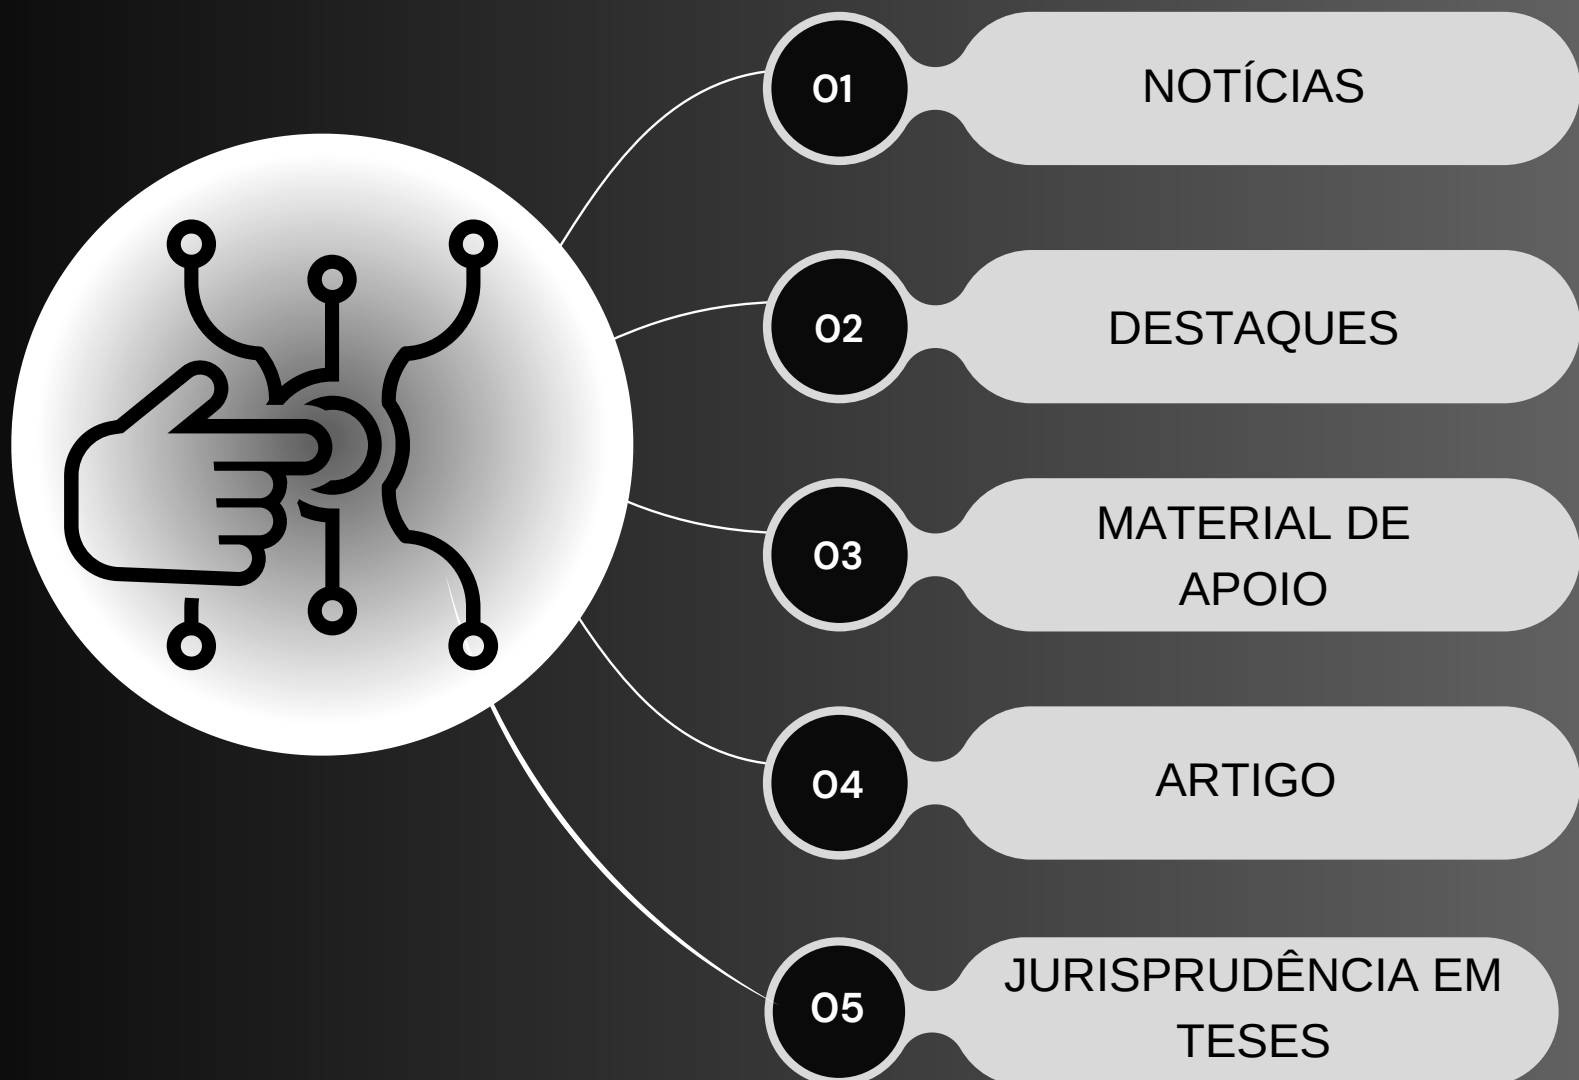 01
NOTÍCIAS
02
DESTAQUES
03
MATERIAL DE
APOIO
04
ARTIGO
05
JURISPRUDÊNCIA EM
TESES